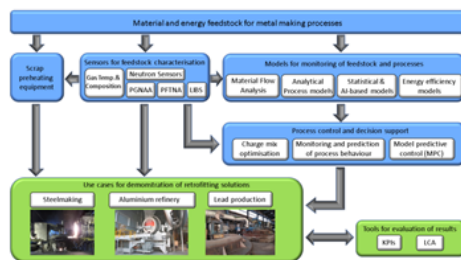 Material and energy feedstock for metal making processes
Scrap
preheating
equipment
Sensors for feedstock characterisation
Gas Temp. &
Composition
Neutron Sensors
PGNAA
PFTNA
LIBS
Models for monitoring of feedstock and processes
Material Flow
Analysis
Analytical
Process models
Statistical &
AI-based models
Energy efficiency
models
Process control and decision support
Charge mix
optimisation
Monitoring and prediction
of process behaviour
Model predictive
control (MPC)
Use cases for demonstration of retrofitting solutions
Steelmaking
Aluminium refinery
Lead production
Tools for evaluation of results
KPIs
LCA